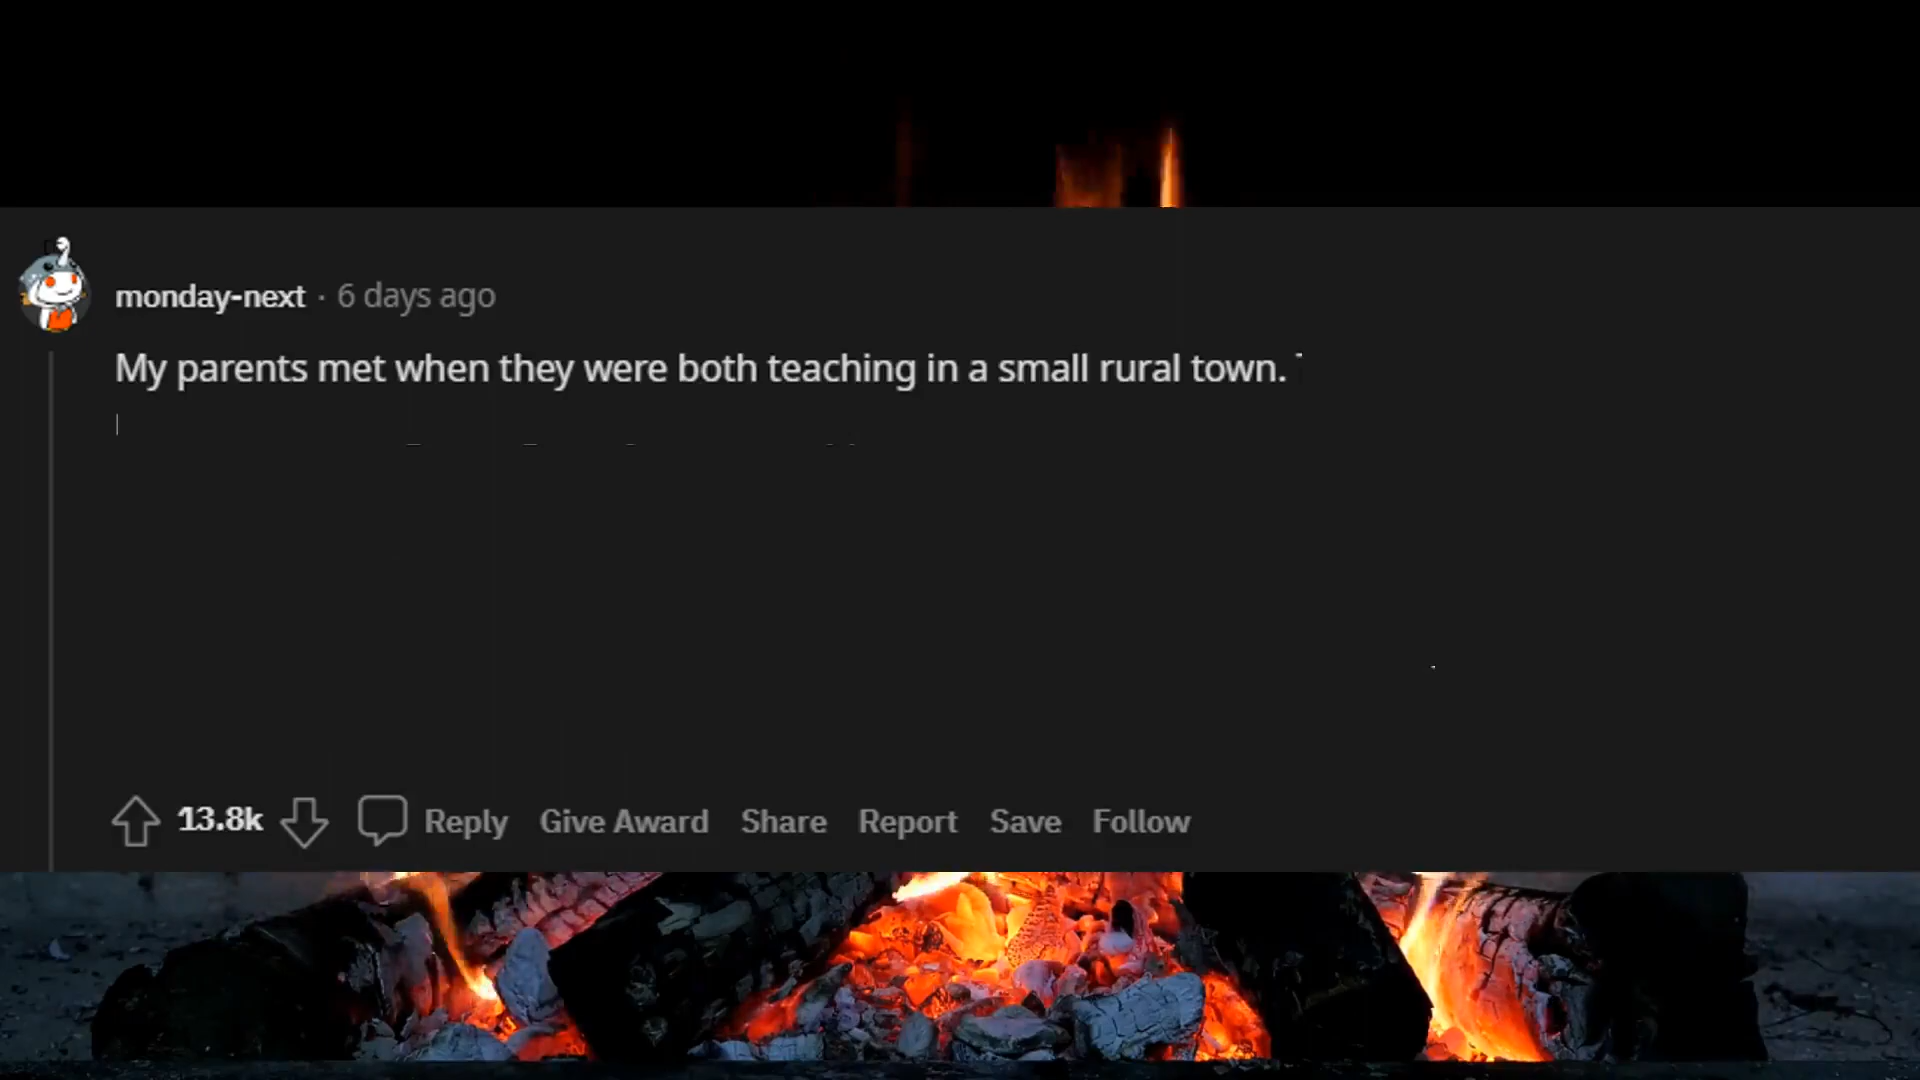 monday-next · 6 days ago
My parents met when they were both teaching in a small rural town.
13.8k Reply Give Award Share Report Save Follow